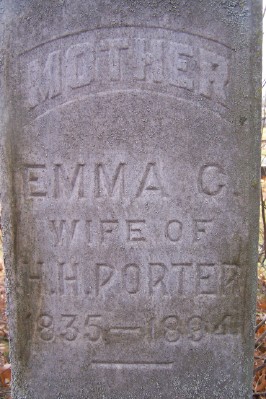 MOTHER
EMMA C.
WIFE OF
H.H.PORTER
1835—1894